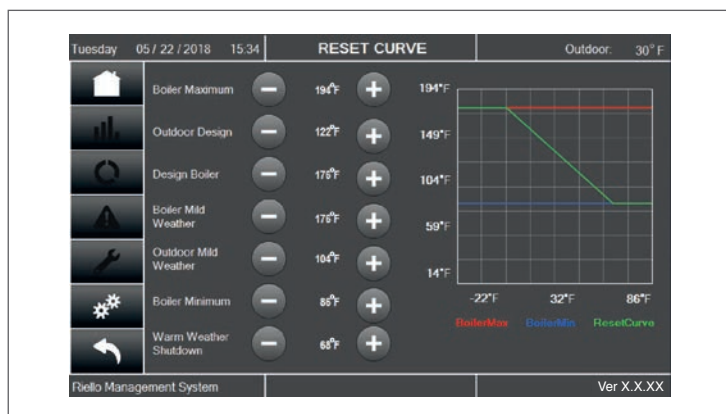 Tuesday 05 / 22 / 2018 15:34 RESET CURVE Outdoor: 30° F
Boiler Maximum 194°F
Outdoor Design 122°F
Design Boiler 176°F
Boiler Mild
Weather 176°F
Outdoor Mild
Weather 104°F
Boiler Minimum 86°F
Warm Weather
Shutdown 68°F
194°F
149°F
104°F
59°F
14°F
-22°F 32°F 86°F
BoilerMax BoilerMin ResetCurve
Riello Management System Ver X.X.XX